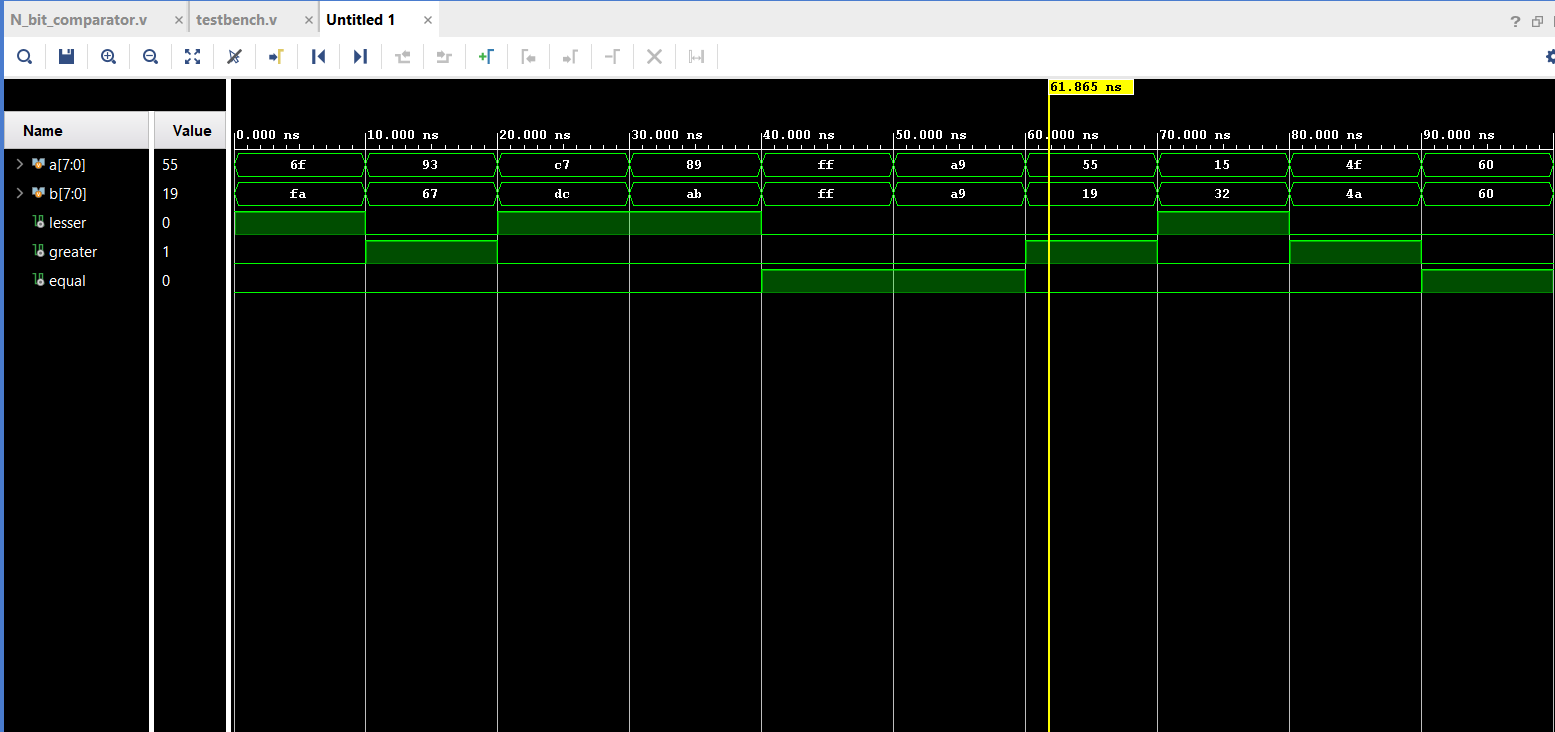 N_bit_comparator.v × testbench.v × Untitled 1 ×
?
61.865 ns
Name Value
0.000 ns 10.000 ns 20.000 ns 30.000 ns 40.000 ns 50.000 ns 60.000 ns 70.000 ns 80.000 ns 90.000 ns
a[7:0] 55 6f 93 c7 89 ff a9 55 15 4f 60
b[7:0] 19 fa 67 dc ab ff a9 19 32 4a 60
lesser 0
greater 1
equal 0